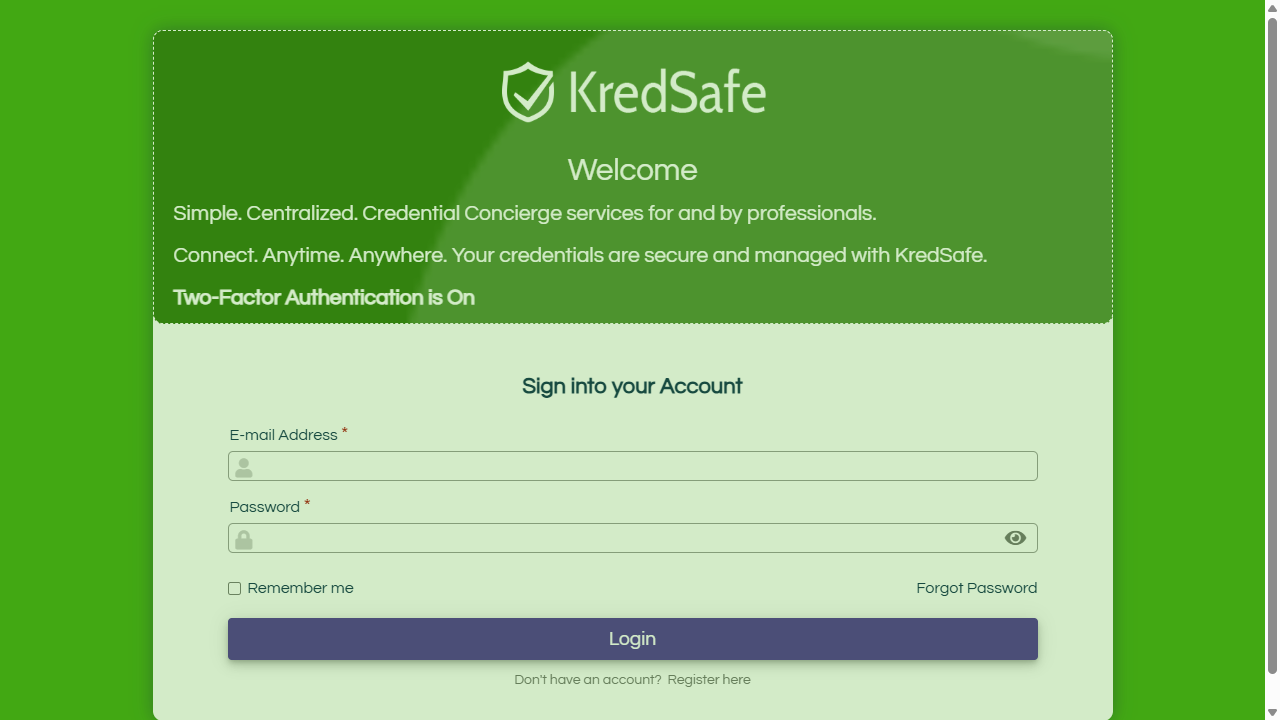 KredSafe
Welcome
Simple. Centralized. Credential Concierge services for and by professionals.
Connect. Anytime. Anywhere. Your credentials are secure and managed with KredSafe.
Two-Factor Authentication is On
Sign into your Account
E-mail Address *
Password *
Remember me
Forgot Password
Login
Don't have an account? Register here